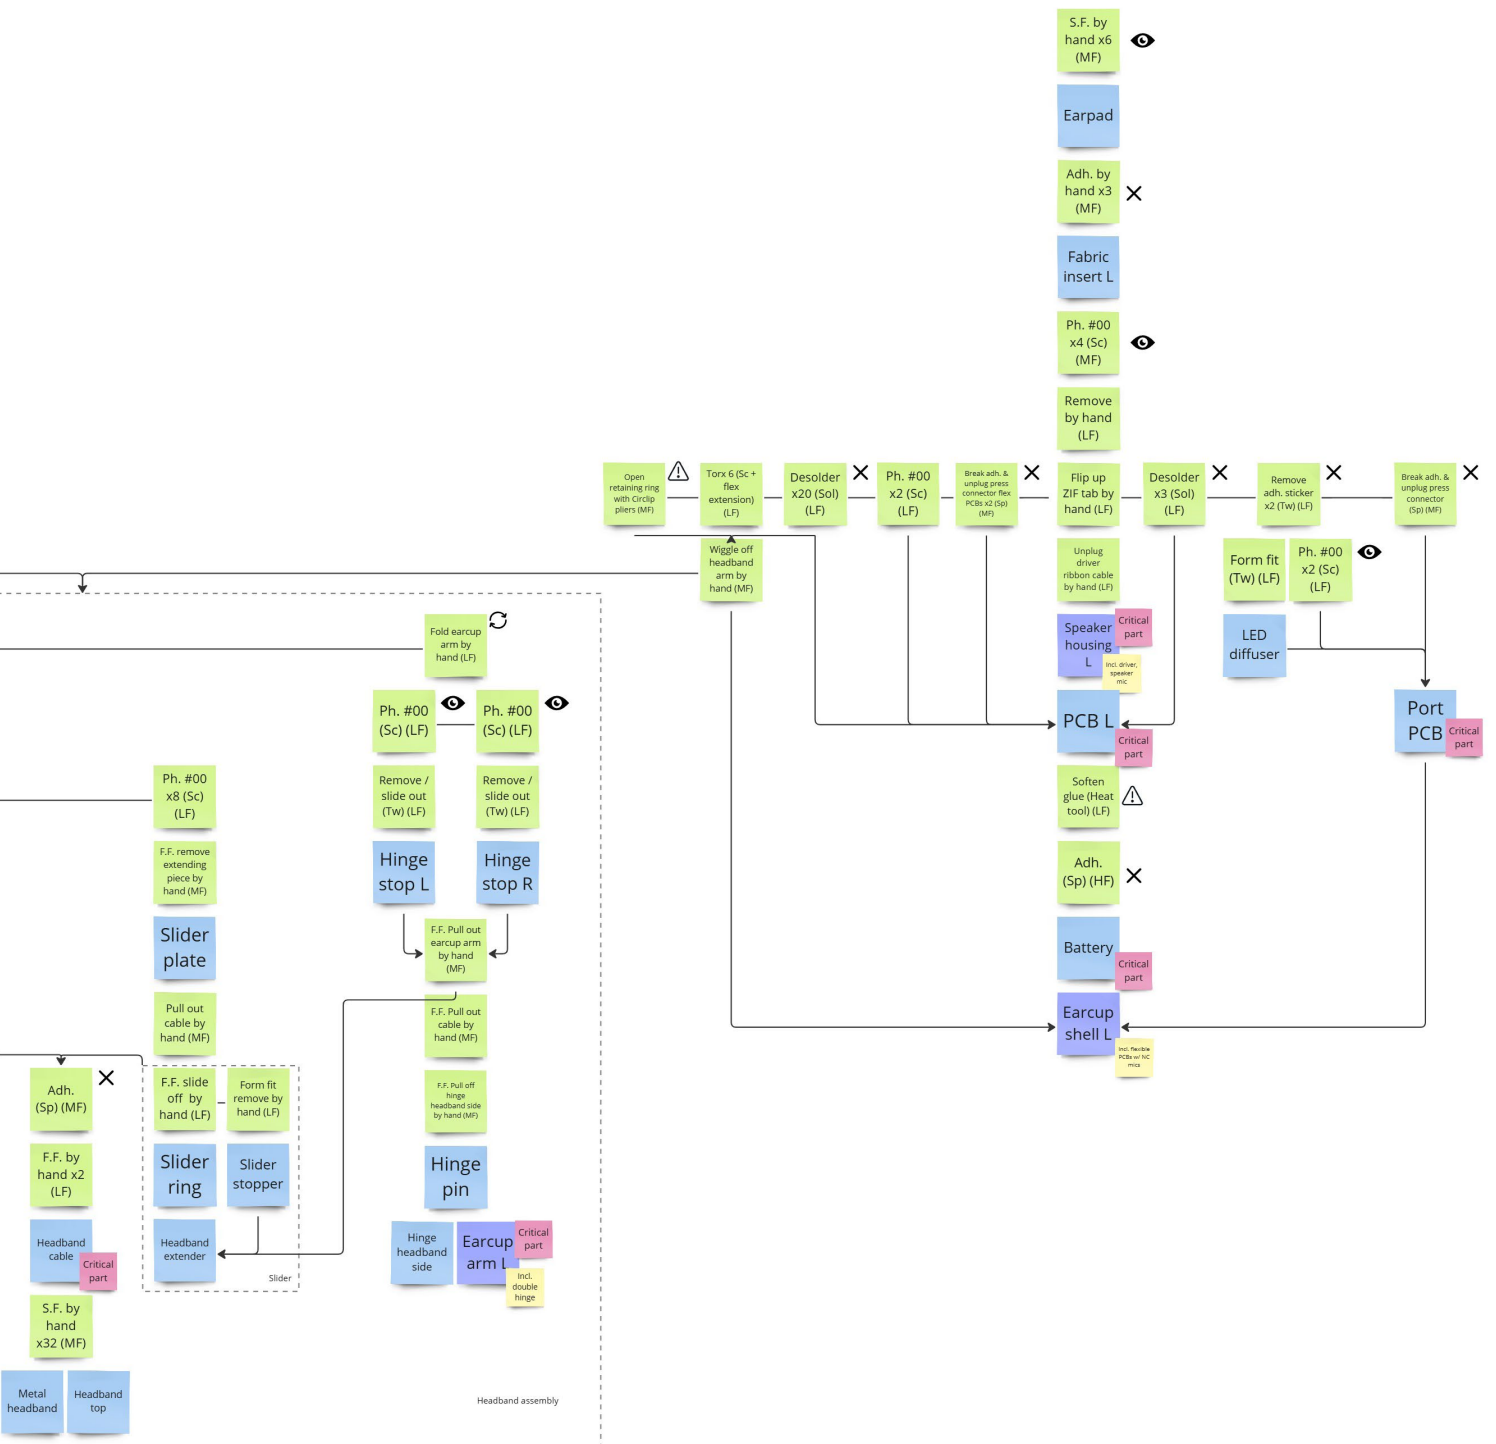 S.F. by
hand x6
(MF)
Earpad
Adh. by
hand x3
(MF)
Fabric
insert L
Ph. #00
x4 (Sc)
(MF)
Remove
by hand
(LF)
Open
retaining ring
with Circlip
pliers (MF)
Torx 6 (Sc +
flex
extension)
(LF)
Desolder
x20 (Sol)
(LF)
Ph. #00
x2 (Sc)
(LF)
Break adh. &
unplug press
connector flex
PCBs x2 (Sp)
(MF)
Flip up
ZIF tab by
hand (LF)
Desolder
x3 (Sol)
(LF)
Remove
adh. sticker
x2 (Tw) (LF)
Break adh. &
unplug press
connector
(Sp) (MF)
Wiggle off
headband
arm by
hand (MF)
Unplug
driver
ribbon cable
by hand (LF)
Form fit
(Tw) (LF)
Ph. #00
x2 (Sc)
(LF)
Speaker
housing
L
Critical
part
Incl. driver,
speaker
mic
LED
diffuser
PCB L
Critical
part
Port
PCB
Critical
part
Soften
glue (Heat
tool) (LF)
Adh.
(Sp) (HF)
Battery
Critical
part
Earcup
shell L
Incl. flexible
PCBs w/ NC
mics
Fold earcup
arm by
hand (LF)
Ph. #00
(Sc) (LF)
Ph. #00
(Sc) (LF)
Remove /
slide out
(Tw) (LF)
Remove /
slide out
(Tw) (LF)
Hinge
stop L
Hinge
stop R
F.F. Pull out
earcup arm
by hand
(MF)
F.F. Pull out
cable by
hand (MF)
F.F. Pull off
hinge
headband side
by hand (MF)
Hinge
pin
Hinge
headband
side
Earcup
arm L
Critical
part
Incl.
double
hinge
Ph. #00
x8 (Sc)
(LF)
F.F. remove
extending
piece by
hand (MF)
Slider
plate
Pull out
cable by
hand (MF)
F.F. slide
off by
hand (LF)
Form fit
remove by
hand (LF)
Slider
ring
Slider
stopper
Headband
extender
Slider
Adh.
(Sp) (MF)
F.F. by
hand x2
(LF)
Headband
cable
Critical
part
S.F. by
hand
x32 (MF)
Metal
headband
Headband
top
Headband assembly